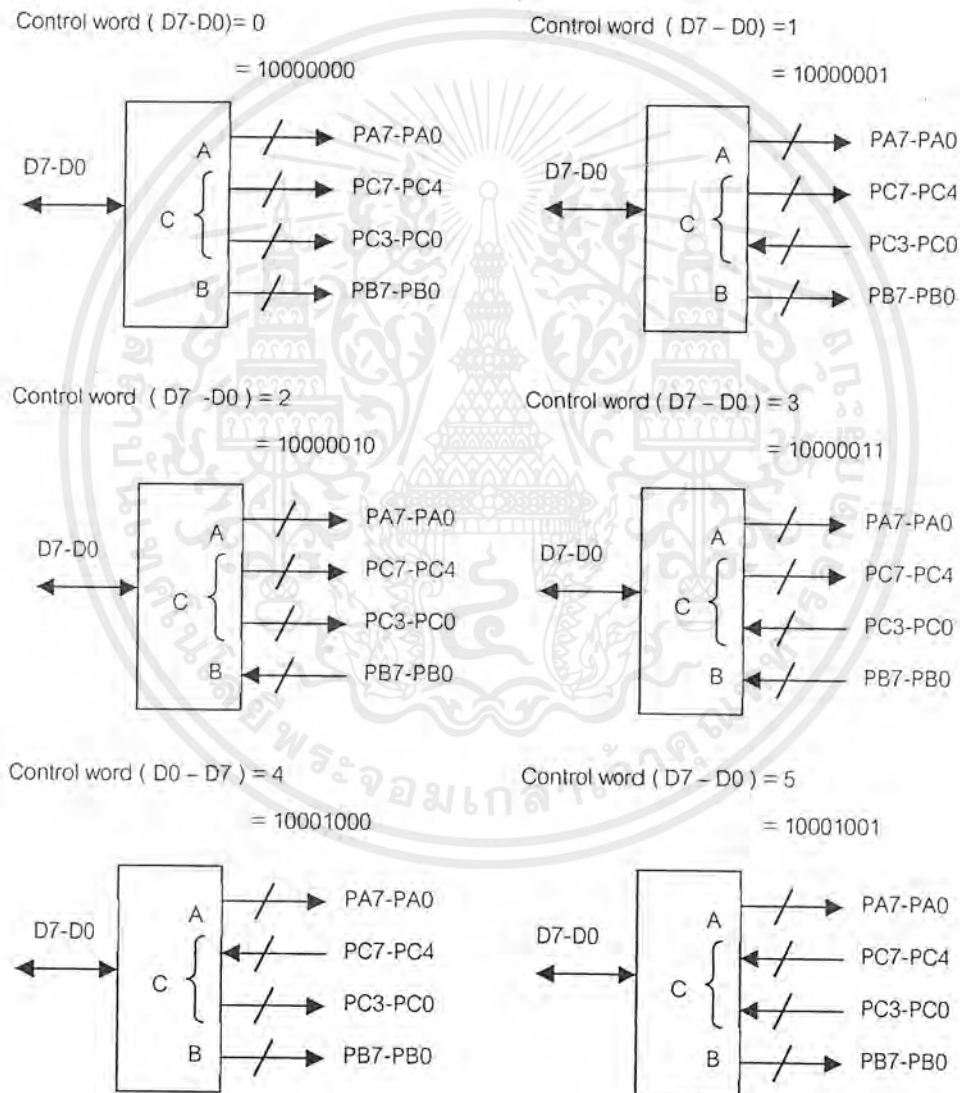 Control word ( D7-D0)= 0
= 10000000
D7-D0
A
C
B
PA7-PA0
PC7-PC4
PC3-PC0
PB7-PB0
Control word ( D7 – D0) =1
= 10000001
D7-D0
A
C
B
PA7-PA0
PC7-PC4
PC3-PC0
PB7-PB0
Control word ( D7 -D0 ) = 2
= 10000010
D7-D0
A
C
B
PA7-PA0
PC7-PC4
PC3-PC0
PB7-PB0
Control word ( D7 – D0 ) = 3
= 10000011
D7-D0
A
C
B
PA7-PA0
PC7-PC4
PC3-PC0
PB7-PB0
Control word ( D0 – D7 ) = 4
= 10001000
D7-D0
A
C
B
PA7-PA0
PC7-PC4
PC3-PC0
PB7-PB0
Control word ( D7 – D0 ) = 5
= 10001001
D7-D0
A
C
B
PA7-PA0
PC7-PC4
PC3-PC0
PB7-PB0